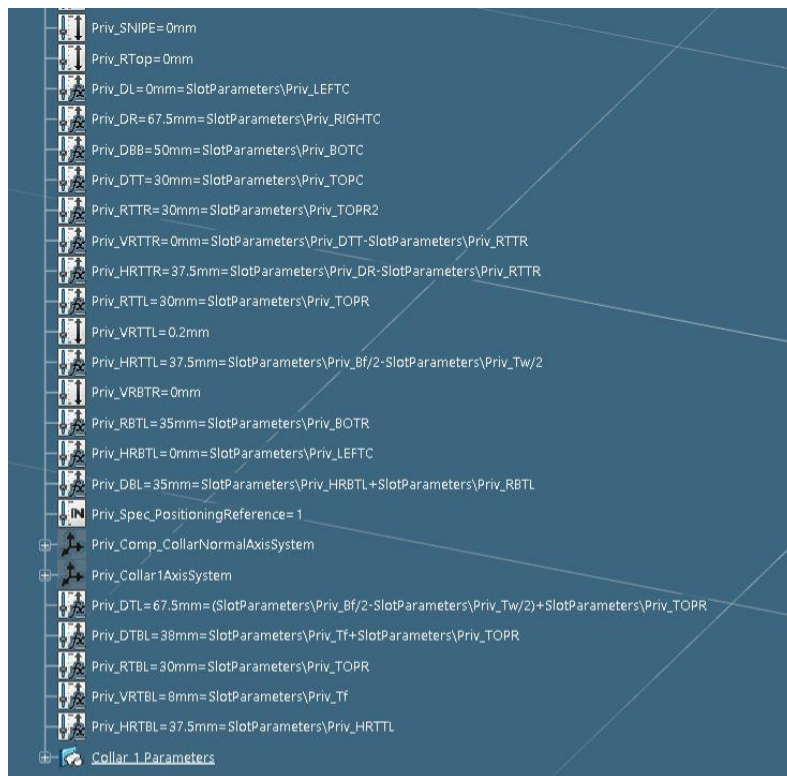 Priv_SNIPE=0mm
Priv_RTop=0mm
Priv_DL=0mm=SlotParameters\Priv_LEFTC
Priv_DR=67.5mm=SlotParameters\Priv_RIGHTC
Priv_DBB=50mm=SlotParameters\Priv_BOTC
Priv_DTT=30mm=SlotParameters\Priv_TOPC
Priv_RTTR=30mm=SlotParameters\Priv_TOPR2
Priv_VRTTR=0mm=SlotParameters\Priv_DTT-SlotParameters\Priv_RTTR
Priv_HRTTR=37.5mm=SlotParameters\Priv_DR-SlotParameters\Priv_RTTR
Priv_RTTL=30mm=SlotParameters\Priv_TOPR
Priv_VRTTL=0.2mm
Priv_HRTTL=37.5mm=SlotParameters\Priv_Bf/2-SlotParameters\Priv_Tw/2
Priv_VRBTR=0mm
Priv_RBTL=35mm=SlotParameters\Priv_BOTR
Priv_HRBTL=0mm=SlotParameters\Priv_LEFTC
Priv_DBL=35mm=SlotParameters\Priv_HRBTL+SlotParameters\Priv_RBTL
Priv_Spec_PositioningReference=1
Priv_Comp_CollarNormalAxisSystem
Priv_Collar1AxisSystem
Priv_DTL=67.5mm=(SlotParameters\Priv_Bf/2-SlotParameters\Priv_Tw/2)+SlotParameters\Priv_TOPR
Priv_DTBL=38mm=SlotParameters\Priv_Tf+SlotParameters\Priv_TOPR
Priv_RTBL=30mm=SlotParameters\Priv_TOPR
Priv_VRTBL=8mm=SlotParameters\Priv_Tf
Priv_HRTBL=37.5mm=SlotParameters\Priv_HRTTL
Collar 1 Parameters